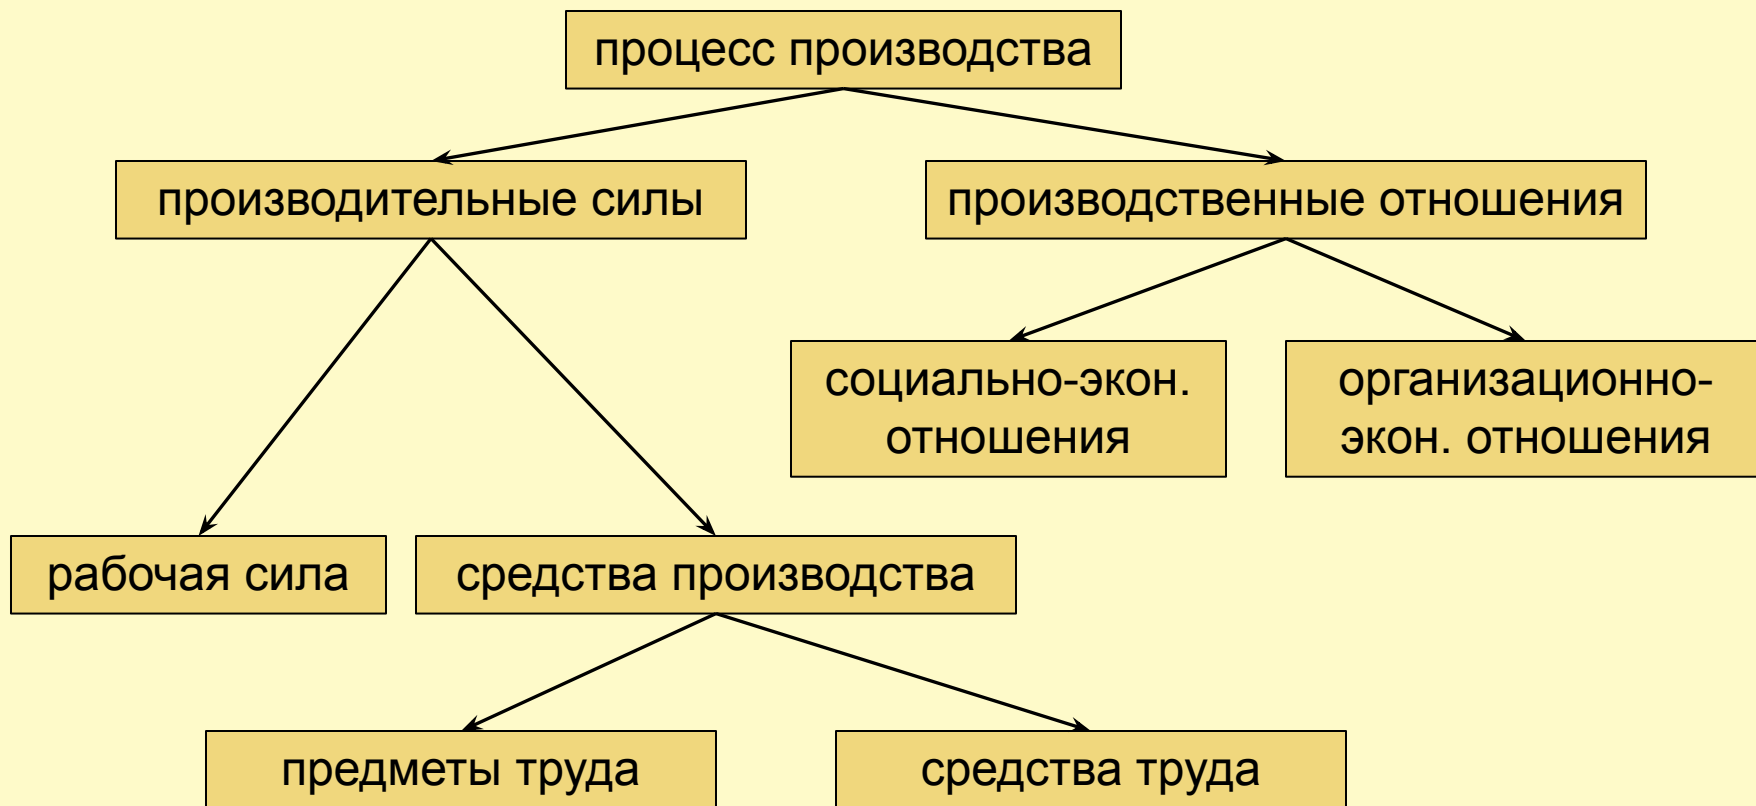 процесс производства
производительные силы
производственные отношения
социально-экон.
отношения
организационно-
экон. отношения
рабочая сила
средства производства
предметы труда
средства труда